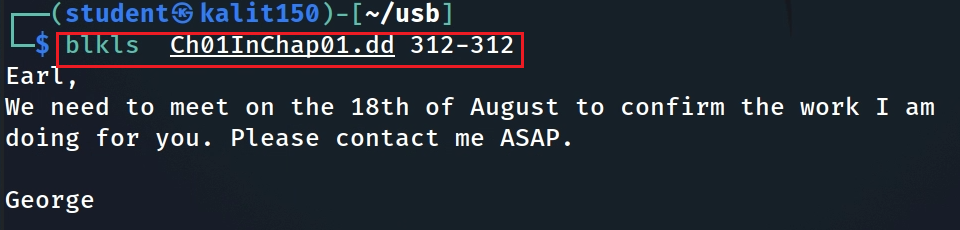 ┌──(student㉿kalit150)-[~/usb]
└─$ blkls  Ch01InChap01.dd 312-312
Earl,
We need to meet on the 18th of August to confirm the work I am
doing for you. Please contact me ASAP.
George